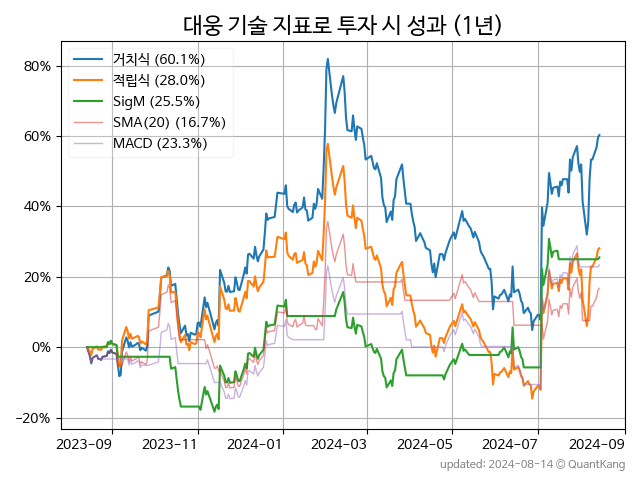 대웅 기술 지표로 투자 시 성과 (1년)
거치식 (60.1%)
적립식 (28.0%)
SigM (25.5%)
SMA(20) (16.7%)
MACD (23.3%)
80%
60%
40%
20%
0%
−20%
2023-09 2023-11 2024-01 2024-03 2024-05 2024-07 2024-09
updated: 2024-08-14 © QuantKang